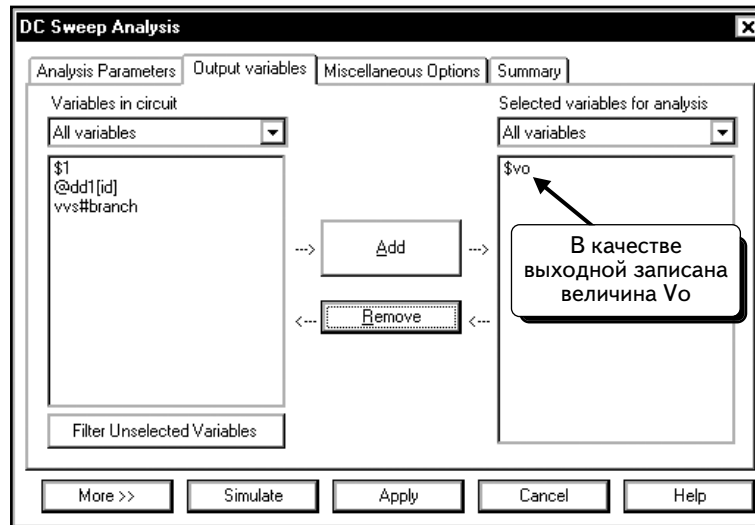 DC Sweep Analysis
Analysis Parameters Output variables Miscellaneous Options Summary
Variables in circuit
All variables
$1
@dd1[id]
vvs#branch
Filter Unselected Variables
---> Add --->
<--- Remove <---
Selected variables for analysis
All variables
$vo
В качестве
выходной записана
величина Vo
More >> Simulate Apply Cancel Help